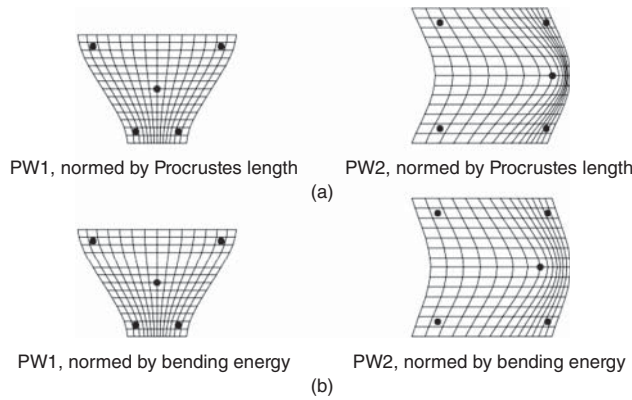 PW1, normed by Procrustes length
PW2, normed by Procrustes length
(a)
PW1, normed by bending energy
PW2, normed by bending energy
(b)